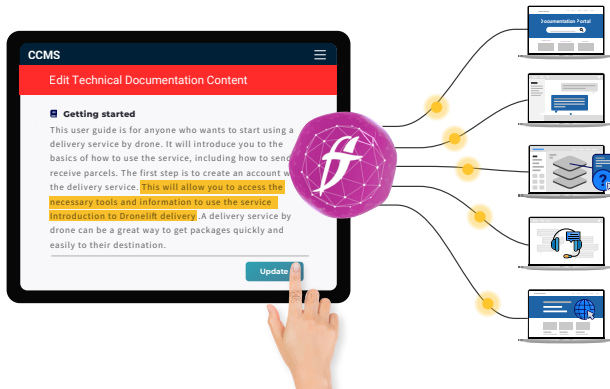 CCMS
Edit Technical Documentation Content
Getting started
This user guide is for anyone who wants to start using a
delivery service by drone. It will introduce you to the
basics of how to use the service, including how to send
receive parcels. The first step is to create an account w
the delivery service. This will allow you to access the
necessary tools and information to use the service
Introduction to Dronelift delivery .A delivery service by
drone can be a great way to get packages quickly and
easily to their destination.
Update
Documentation Portal
?